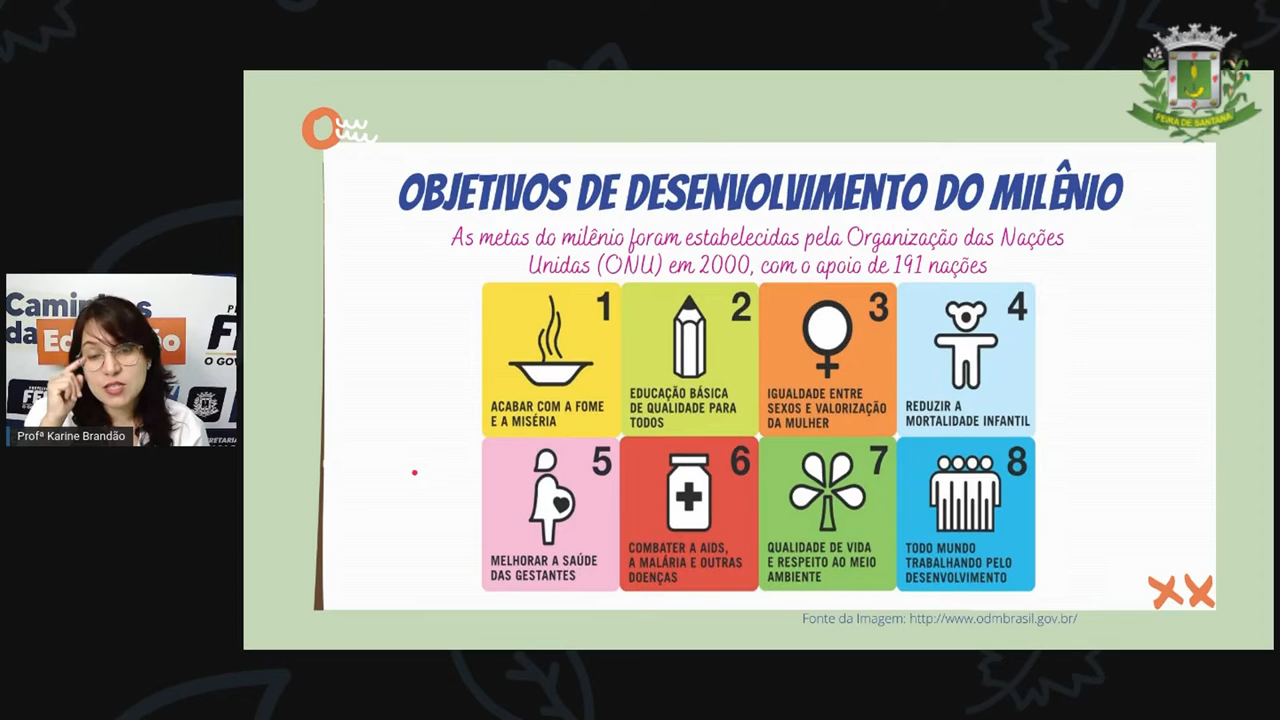 FEIRA DE SANTANA
OBJETIVOS DE DESENVOLVIMENTO DO MILÊNIO
As metas do milênio foram estabelecidas pela Organização das Nações
Unidas (ONU) em 2000, com o apoio de 191 nações
1
ACABAR COM A FOME
E A MISÉRIA
2
EDUCAÇÃO BÁSICA
DE QUALIDADE PARA
TODOS
3
IGUALDADE ENTRE
SEXOS E VALORIZAÇÃO
DA MULHER
4
REDUZIR A
MORTALIDADE INFANTIL
5
MELHORAR A SAÚDE
DAS GESTANTES
6
COMBATER A AIDS,
A MALÁRIA E OUTRAS
DOENÇAS
7
QUALIDADE DE VIDA
E RESPEITO AO MEIO
AMBIENTE
8
TODO MUNDO
TRABALHANDO PELO
DESENVOLVIMENTO
Fonte da Imagem: http://www.odmbrasil.gov.br/
da
O GOV
Profª Karine Brandão